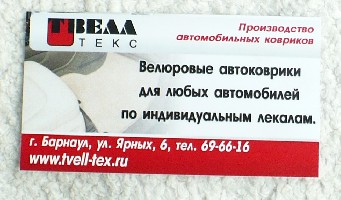 ТВЕЛЛ
ТЕКС
Производство
автомобильных ковриков
Велюровые автоковрики
для любых автомобилей
по индивидуальным лекалам.
г. Барнаул, ул. Ярных, 6, тел. 69-66-16
www.tvell-tex.ru